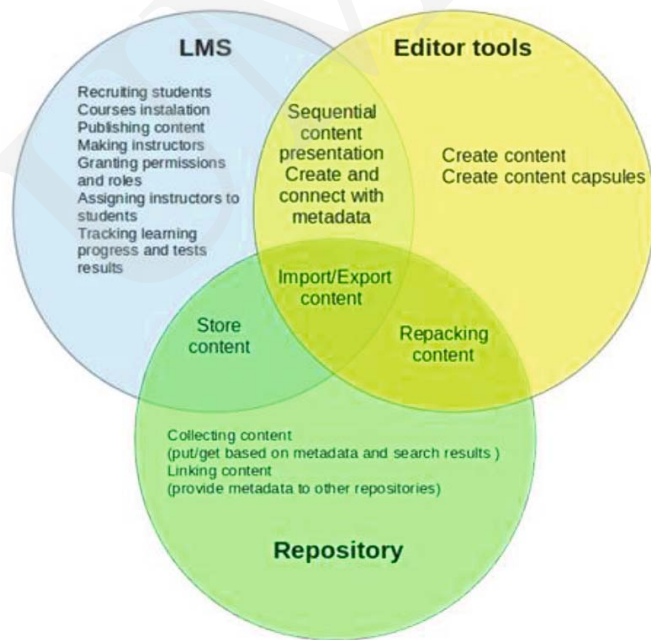 LMS
Recruiting students
Courses instalation
Publishing content
Making instructors
Granting permissions
and roles
Assigning instructors to
students
Tracking learning
progress and tests
results
Sequential
content
presentation
Create and
connect with
metadata
Editor tools
Create content
Create content capsules
Import/Export
content
Store
content
Repacking
content
Collecting content
(put/get based on metadata and search results )
Linking content
(provide metadata to other repositories)
Repository